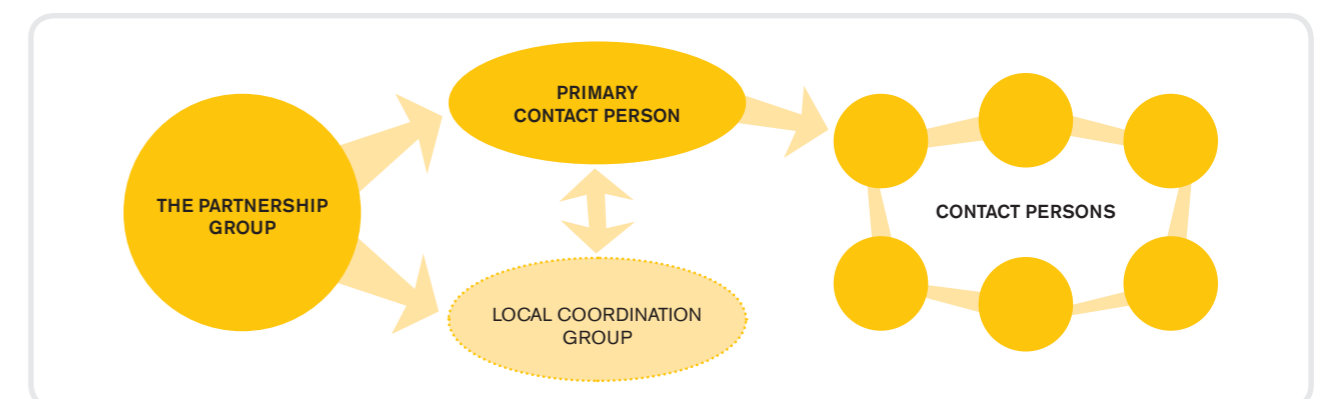 THE PARTNERSHIP
GROUP
PRIMARY
CONTACT PERSON
LOCAL COORDINATION
GROUP
CONTACT PERSONS